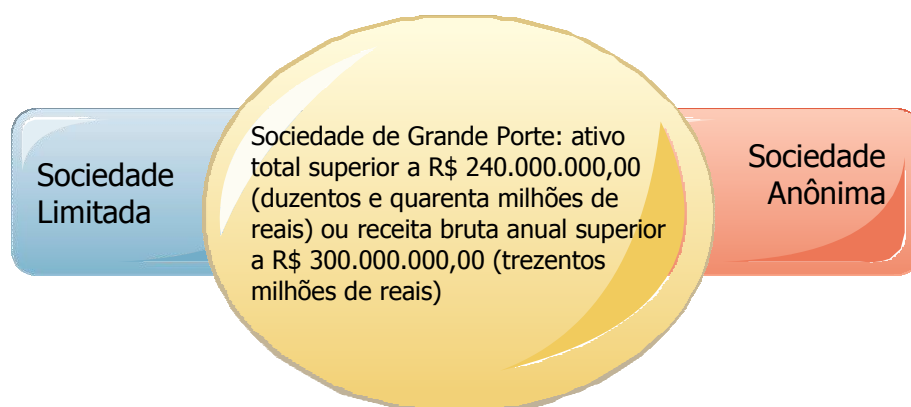 Sociedade
Limitada
Sociedade de Grande Porte: ativo
total superior a R$ 240.000.000,00
(duzentos e quarenta milhões de
reais) ou receita bruta anual superior
a R$ 300.000.000,00 (trezentos
milhões de reais)
Sociedade
Anônima